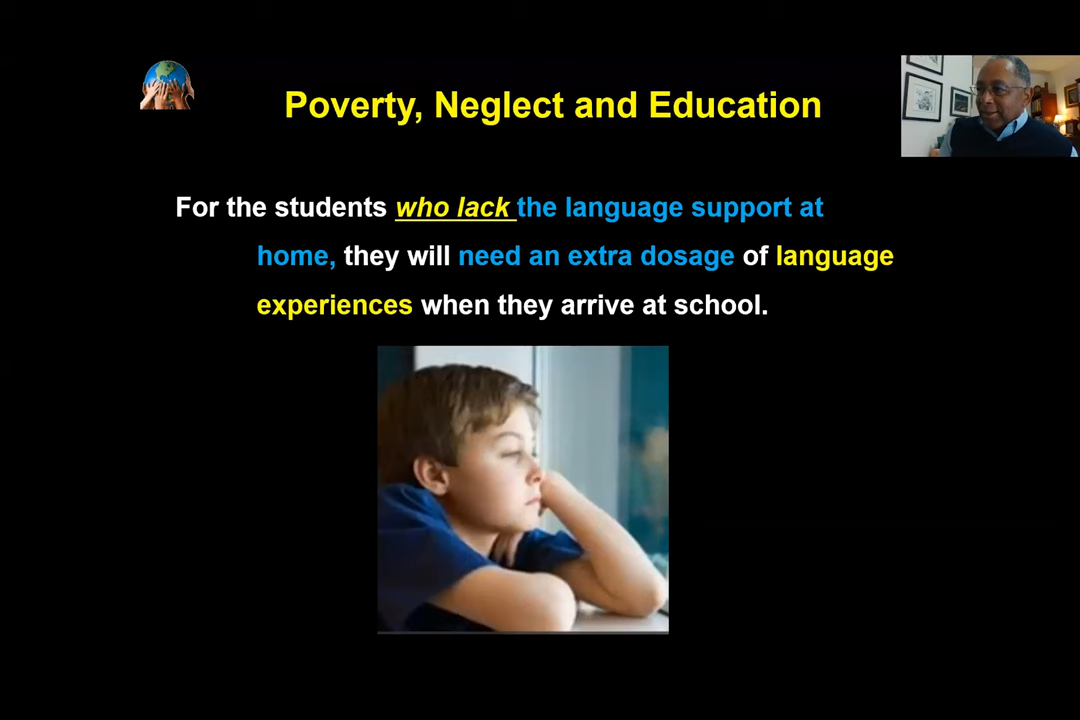 Poverty, Neglect and Education
For the students who lack the language support at
home, they will need an extra dosage of language
experiences when they arrive at school.